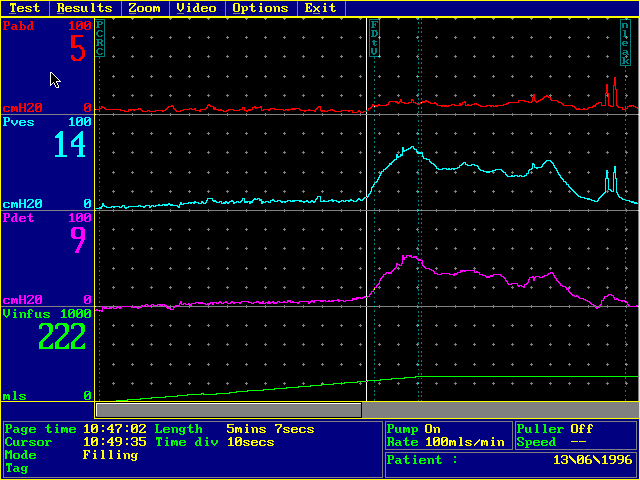 Test Results Zoom Video Options Exit
Pabd 100
5
cmH20 0
Pves 100
14
cmH20 0
Pdet 100
9
cmH20 0
Vinfus 1000
222
mls 0
PCRC
FDtU
nleak
Page time 10:47:02 Length 5mins 7secs
Cursor 10:49:35 Time div 10secs
Mode Filling
Tag
Pump On
Rate 100mls/min
Puller Off
Speed --
Patient : 13\06\1996